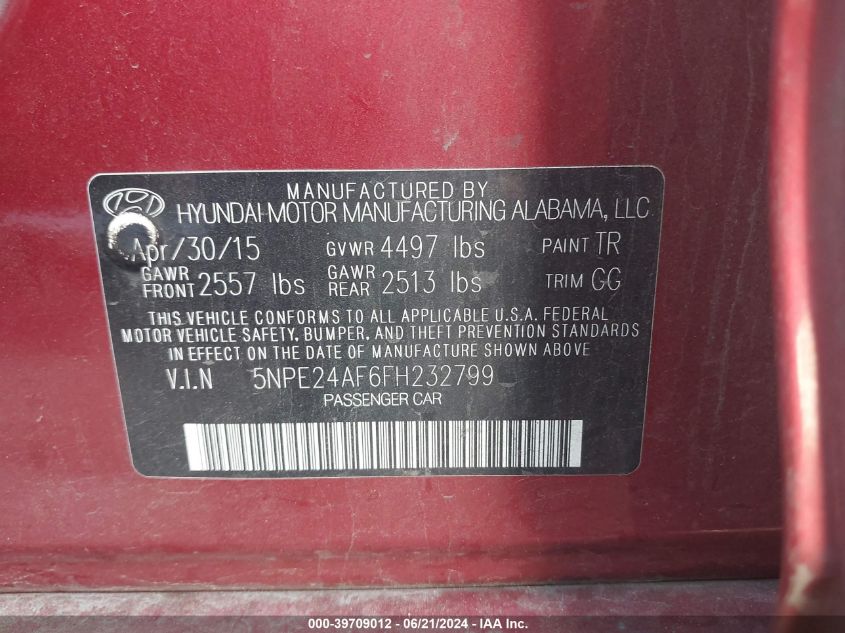 MANUFACTURED BY
HYUNDAI MOTOR MANUFACTURING ALABAMA, LLC
Apr/30/15 GVWR 4497 lbs PAINT TR
GAWR FRONT 2557 lbs GAWR REAR 2513 lbs TRIM GG
THIS VEHICLE CONFORMS TO ALL APPLICABLE U.S.A. FEDERAL
MOTOR VEHICLE SAFETY, BUMPER, AND THEFT PREVENTION STANDARDS
IN EFFECT ON THE DATE OF MANUFACTURE SHOWN ABOVE.
V.I.N 5NPE24AF6FH232799
PASSENGER CAR
000-39709012 - 06/21/2024 - IAA, Inc.